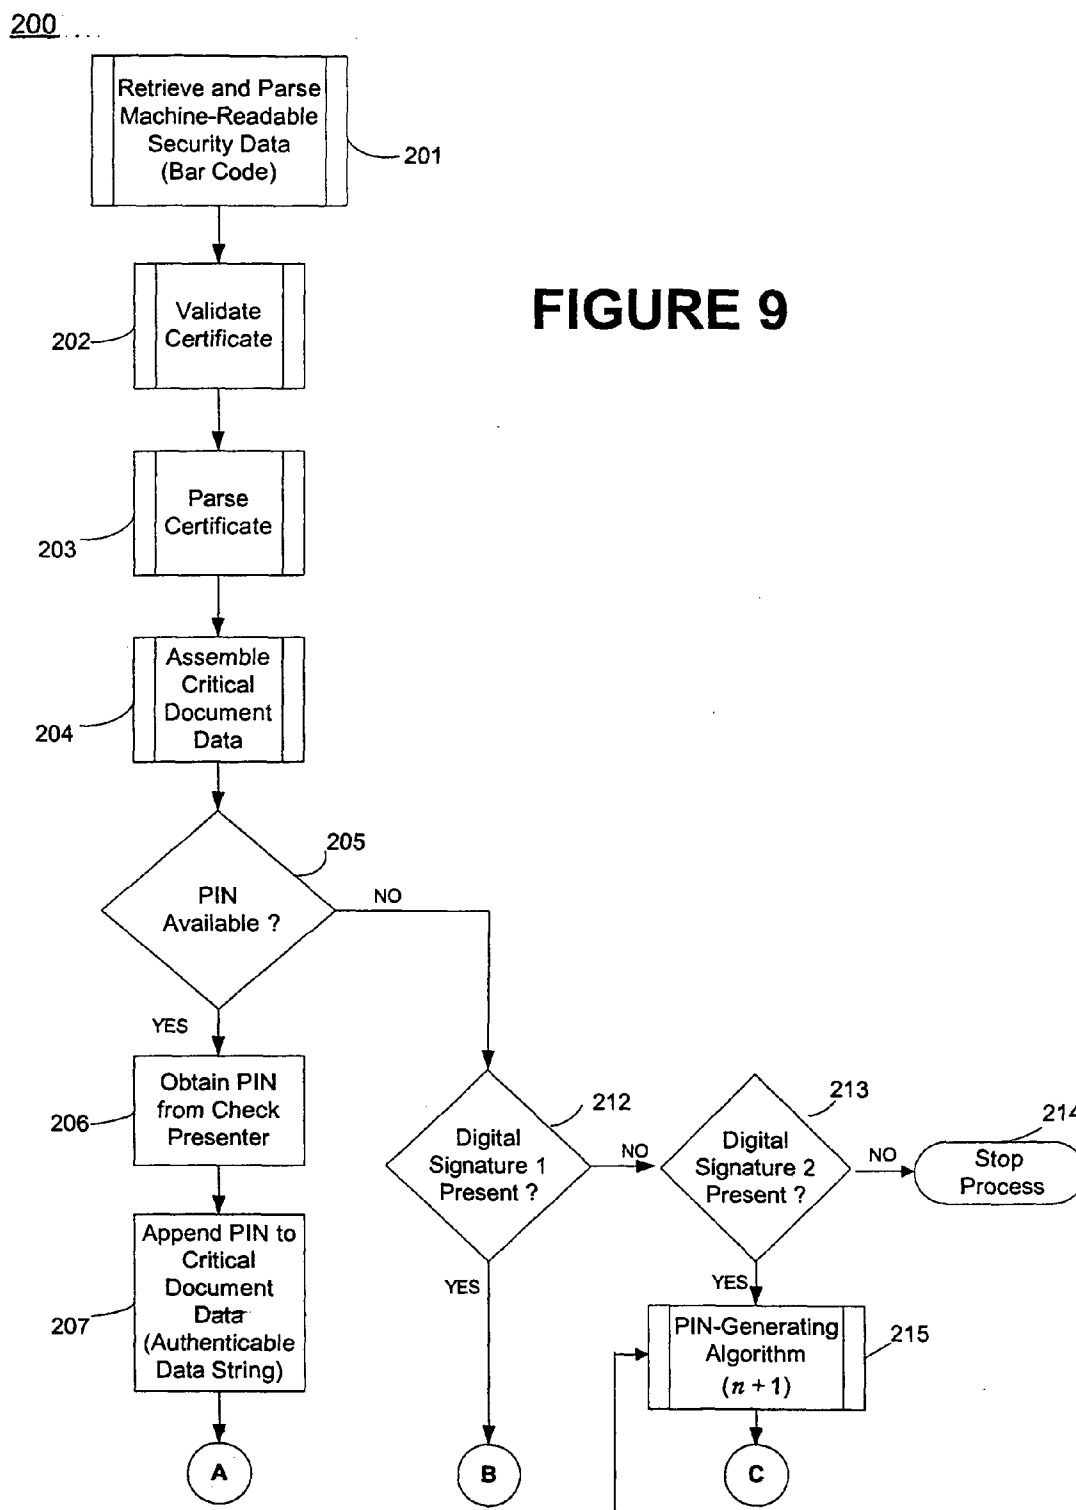 200
Retrieve and Parse
Machine-Readable
Security Data
(Bar Code)
201
FIGURE 9
Validate
Certificate
202
Parse
Certificate
203
Assemble
Critical
Document
Data
204
205
PIN
Available ?
NO
YES
Obtain PIN
from Check
Presenter
206
212
Digital
Signature 1
Present ?
NO
213
Digital
Signature 2
Present ?
NO
214
Stop
Process
Append PIN to
Critical
Document
Data
(Authenticable
Data String)
207
YES
YES
PIN-Generating
Algorithm
(n + 1)
215
A
B
C